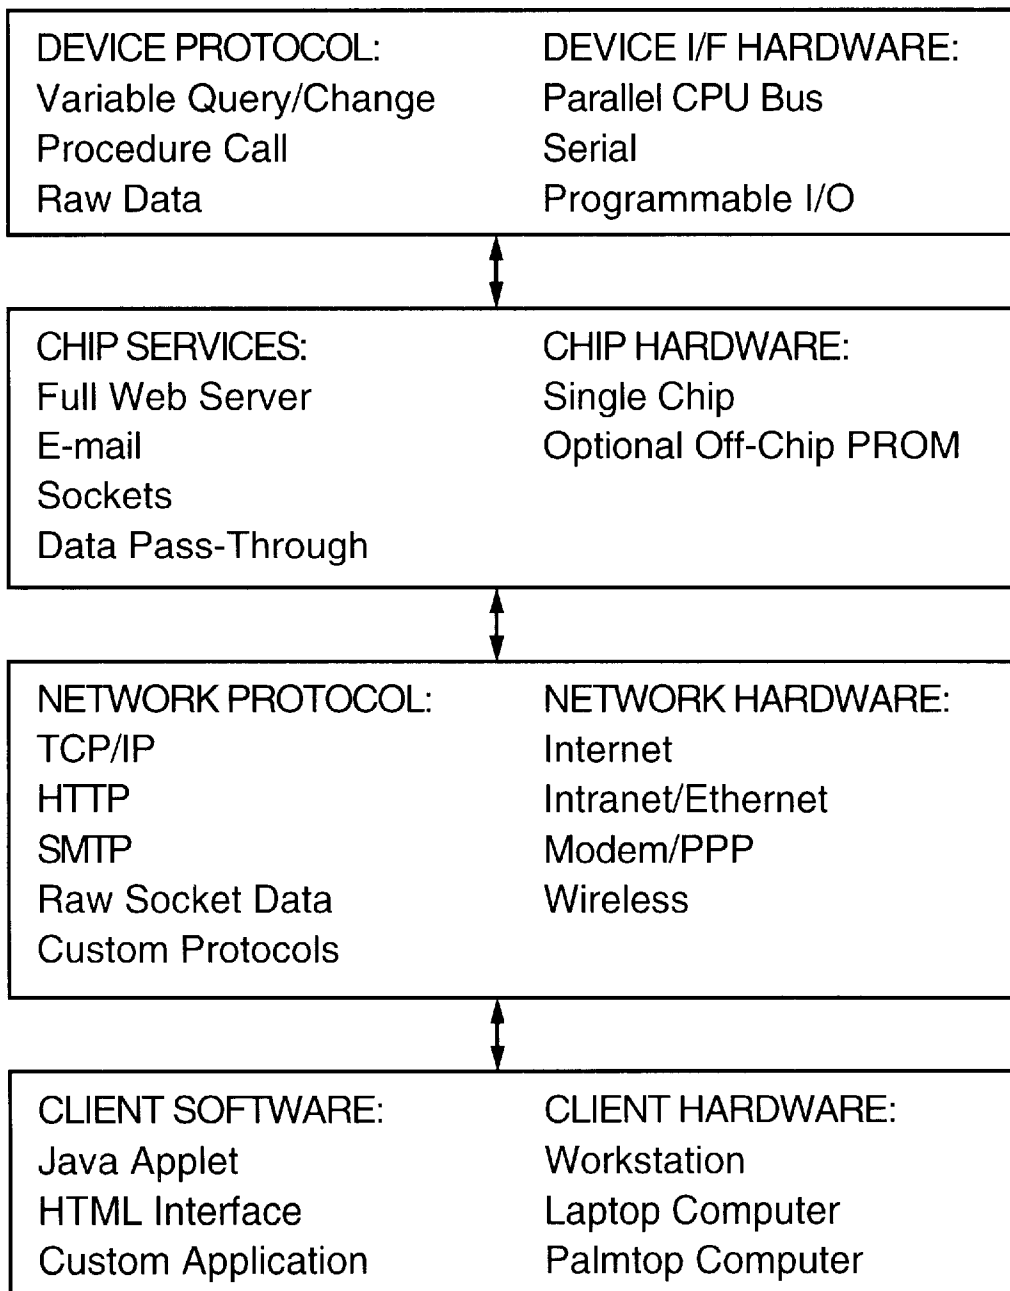 DEVICE PROTOCOL:
Variable Query/Change
Procedure Call
Raw Data
DEVICE I/F HARDWARE:
Parallel CPU Bus
Serial
Programmable I/O
CHIP SERVICES:
Full Web Server
E-mail
Sockets
Data Pass-Through
CHIP HARDWARE:
Single Chip
Optional Off-Chip PROM
NETWORK PROTOCOL:
TCP/IP
HTTP
SMTP
Raw Socket Data
Custom Protocols
NETWORK HARDWARE:
Internet
Intranet/Ethernet
Modem/PPP
Wireless
CLIENT SOFTWARE:
Java Applet
HTML Interface
Custom Application
CLIENT HARDWARE:
Workstation
Laptop Computer
Palmtop Computer